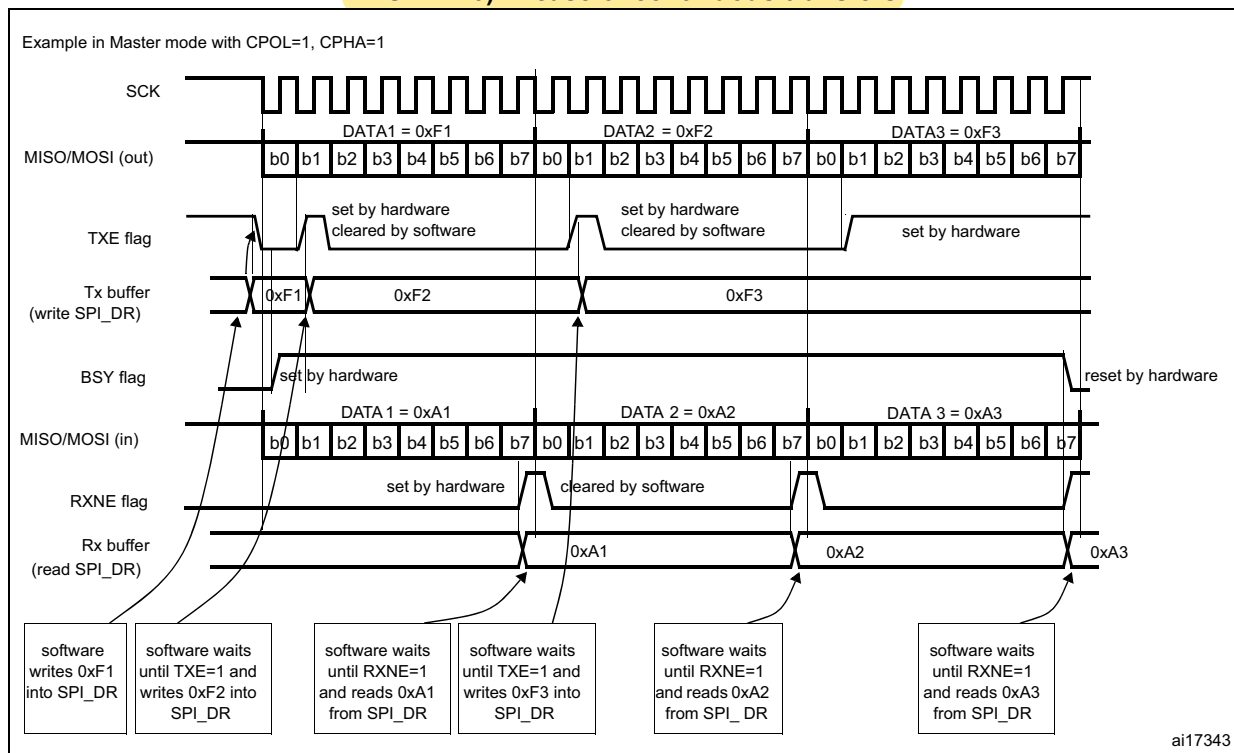 Example in Master mode with CPOL=1, CPHA=1
SCK
DATA1 = 0xF1
DATA2 = 0xF2
DATA3 = 0xF3
MISO/MOSI (out)
b0 b1 b2 b3 b4 b5 b6 b7 b0 b1 b2 b3 b4 b5 b6 b7 b0 b1 b2 b3 b4 b5 b6 b7
TXE flag
set by hardware
cleared by software
set by hardware
cleared by software
set by hardware
Tx buffer
(write SPI_DR)
0xF1
0xF2
0xF3
BSY flag
set by hardware
reset by hardware
DATA 1 = 0xA1
DATA 2 = 0xA2
DATA 3 = 0xA3
MISO/MOSI (in)
b0 b1 b2 b3 b4 b5 b6 b7 b0 b1 b2 b3 b4 b5 b6 b7 b0 b1 b2 b3 b4 b5 b6 b7
RXNE flag
set by hardware
cleared by software
Rx buffer
(read SPI_DR)
0xA1
0xA2
0xA3
software
writes 0xF1
into SPI_DR
software waits
until TXE=1 and
writes 0xF2 into
SPI_DR
software waits
until RXNE=1
and reads 0xA1
from SPI_DR
software waits
until TXE=1 and
writes 0xF3 into
SPI_DR
software waits
until RXNE=1
and reads 0xA2
from SPI_ DR
software waits
until RXNE=1
and reads 0xA3
from SPI_DR
ai17343